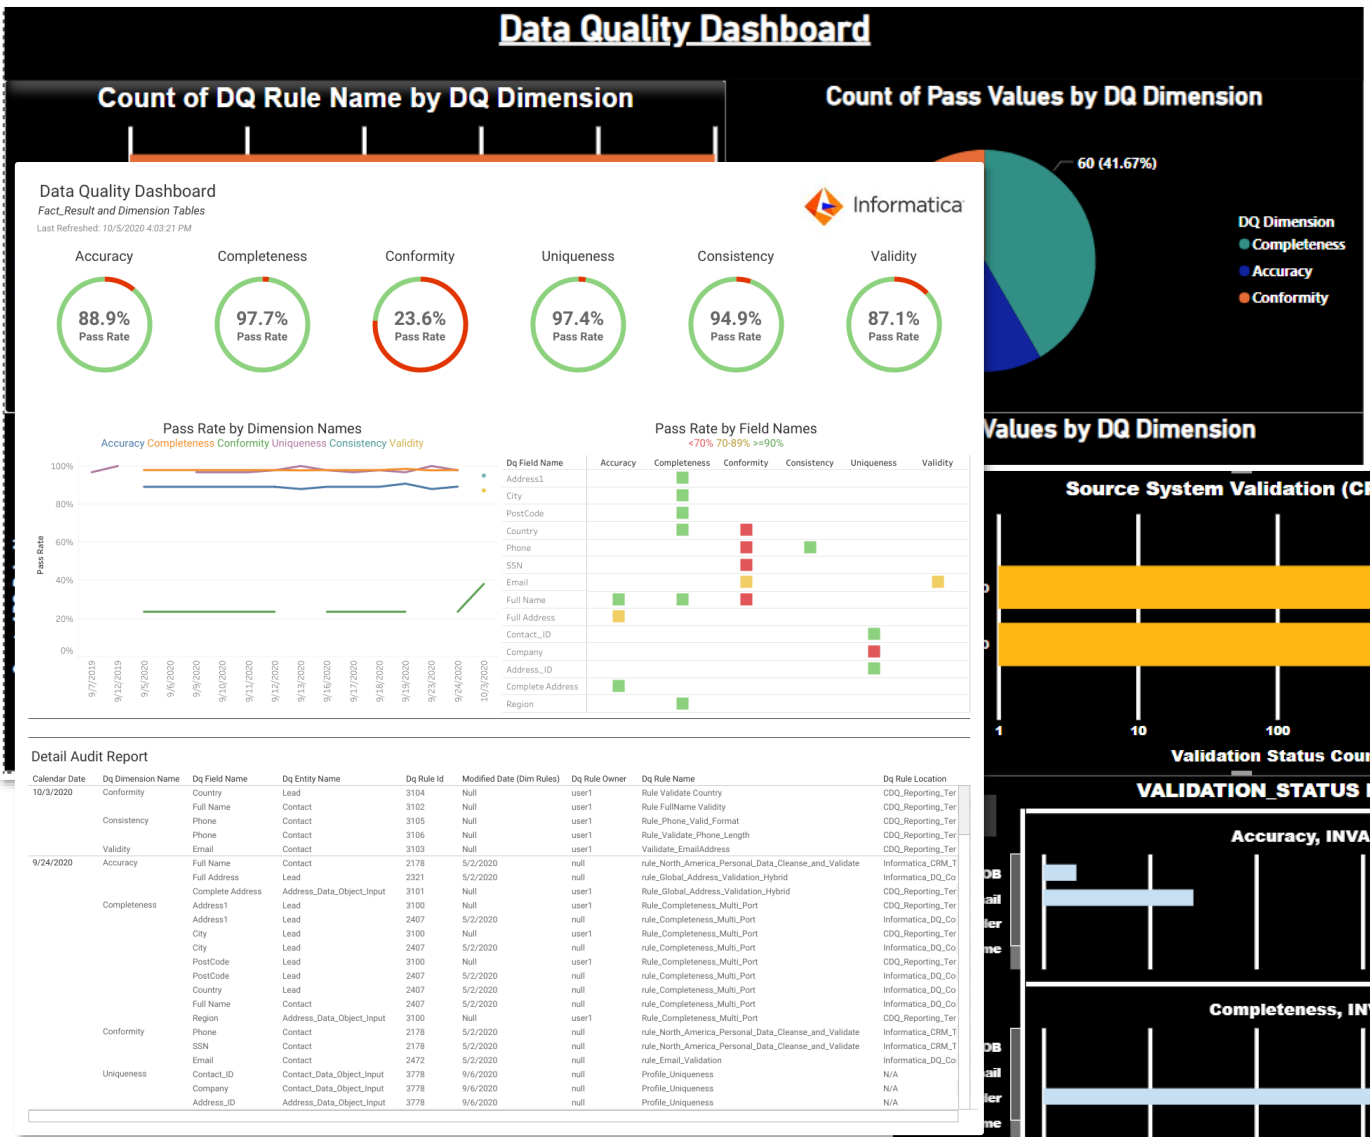 Data Quality Dashboard
Count of DQ Rule Name by DQ Dimension
Count of Pass Values by DQ Dimension
60 (41.67%)
DQ Dimension
Completeness
Accuracy
Conformity
Values by DQ Dimension
Data Quality Dashboard
Fact_Result and Dimension Tables
Last Refreshed: 10/5/2020 4:03:21 PM
Informatica
Accuracy Completeness Conformity Uniqueness Consistency Validity
88.9% 97.7% 23.6% 97.4% 94.9% 87.1%
Pass Rate Pass Rate Pass Rate Pass Rate Pass Rate Pass Rate
Pass Rate by Dimension Names
Accuracy Completeness Conformity Uniqueness Consistency Validity
Pass Rate
100%
80%
60%
40%
20%
0%
9/7/2019 9/12/2019 9/5/2020 9/6/2020 9/9/2020 9/10/2020 9/11/2020 9/12/2020 9/13/2020 9/16/2020 9/17/2020 9/18/2020 9/19/2020 9/23/2020 9/24/2020 10/3/2020
Pass Rate by Field Names
<70% 70-89% >=90%
Dq Field Name Accuracy Completeness Conformity Consistency Uniqueness Validity
Address1
City
PostCode
Country
Phone
SSN
Email
Full Name
Full Address
Contact_ID
Company
Address_ID
Complete Address
Region
Detail Audit Report
Calendar Date Dq Dimension Name Dq Field Name Dq Entity Name Dq Rule Id Modified Date (Dim Rules) Dq Rule Owner Dq Rule Name Dq Rule Location
10/3/2020 Conformity Country Lead 3104 Null user1 Rule Validate Country CDQ_Reporting_Ter
Full Name Contact 3102 Null user1 Rule FullName Validity CDQ_Reporting_Ter
Consistency Phone Contact 3105 Null user1 Rule_Phone_Valid_Format CDQ_Reporting_Ter
Phone Contact 3106 Null user1 Rule_Validate_Phone_Length CDQ_Reporting_Ter
Validity Email Contact 3103 Null user1 Vailidate_EmailAddress CDQ_Reporting_Ter
9/24/2020 Accuracy Full Name Contact 2178 5/2/2020 null rule_North_America_Personal_Data_Cleanse_and_Validate Informatica_CRM_T
Full Address Lead 2321 5/2/2020 null rule_Global_Address_Validation_Hybrid Informatica_DQ_Co
Complete Address Address_Data_Object_Input 3101 Null user1 Rule_Global_Address_Validation_Hybrid CDQ_Reporting_Ter
Completeness Address1 Lead 3100 Null user1 Rule_Completeness_Multi_Port CDQ_Reporting_Ter
Address1 Lead 2407 5/2/2020 null rule_Completeness_Multi_Port Informatica_DQ_Co
City Lead 3100 Null user1 Rule_Completeness_Multi_Port CDQ_Reporting_Ter
City Lead 2407 5/2/2020 null rule_Completeness_Multi_Port Informatica_DQ_Co
PostCode Lead 3100 Null user1 Rule_Completeness_Multi_Port CDQ_Reporting_Ter
PostCode Lead 2407 5/2/2020 null rule_Completeness_Multi_Port Informatica_DQ_Co
Country Lead 2407 5/2/2020 null rule_Completeness_Multi_Port Informatica_DQ_Co
Full Name Contact 2407 5/2/2020 null rule_Completeness_Multi_Port Informatica_DQ_Co
Region Address_Data_Object_Input 3100 Null user1 Rule_Completeness_Multi_Port CDQ_Reporting_Ter
Conformity Phone Contact 2178 5/2/2020 null rule_North_America_Personal_Data_Cleanse_and_Validate Informatica_CRM_T
SSN Contact 2178 5/2/2020 null rule_North_America_Personal_Data_Cleanse_and_Validate Informatica_CRM_T
Email Contact 2472 5/2/2020 null rule_Email_Validation Informatica_DQ_Co
Uniqueness Contact_ID Contact_Data_Object_Input 3778 9/6/2020 null Profile_Uniqueness N/A
Company Contact_Data_Object_Input 3778 9/6/2020 null Profile_Uniqueness N/A
Address_ID Address_Data_Object_Input 3778 9/6/2020 null Profile_Uniqueness N/A
Source System Validation (CR
1 10 100
Validation Status Coun
VALIDATION_STATUS
Accuracy, INVA
OB
ail
er
me
Completeness, INV
OB
ail
er
me